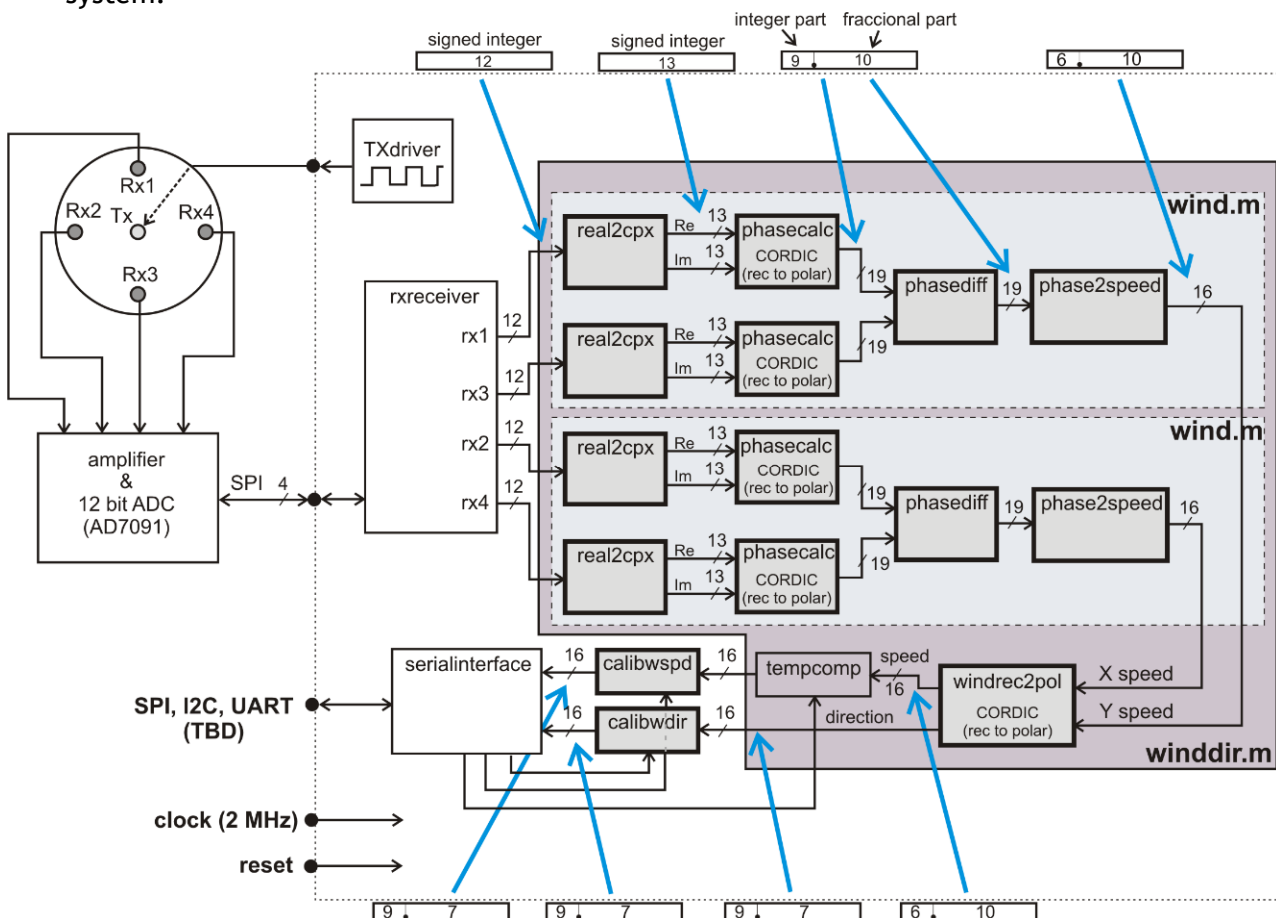 system.
integer part fraccional part
signed integer
12
signed integer
13
9 . 10
6 . 10
TXdriver
Rx1
Rx2 Tx Rx4
Rx3
wind.m
real2cpx
Re 13
Im 13
phasecalc
CORDIC
(rec to polar)
19
phasediff
19
phase2speed
16
rxreceiver
rx1 12
rx3 12
rx2 12
rx4 12
real2cpx
Re 13
Im 13
phasecalc
CORDIC
(rec to polar)
19
amplifier
&
12 bit ADC
(AD7091)
SPI 4
wind.m
real2cpx
Re 13
Im 13
phasecalc
CORDIC
(rec to polar)
19
phasediff
19
phase2speed
16
real2cpx
Re 13
Im 13
phasecalc
CORDIC
(rec to polar)
19
serialinterface
16
16
calibwspd
calibwdir
16
16
tempcomp
speed
16
direction
windrec2pol
CORDIC
(rec to polar)
X speed
Y speed
winddir.m
SPI, I2C, UART
(TBD)
clock (2 MHz)
reset
9 . 7
9 . 7
9 . 7
6 . 10